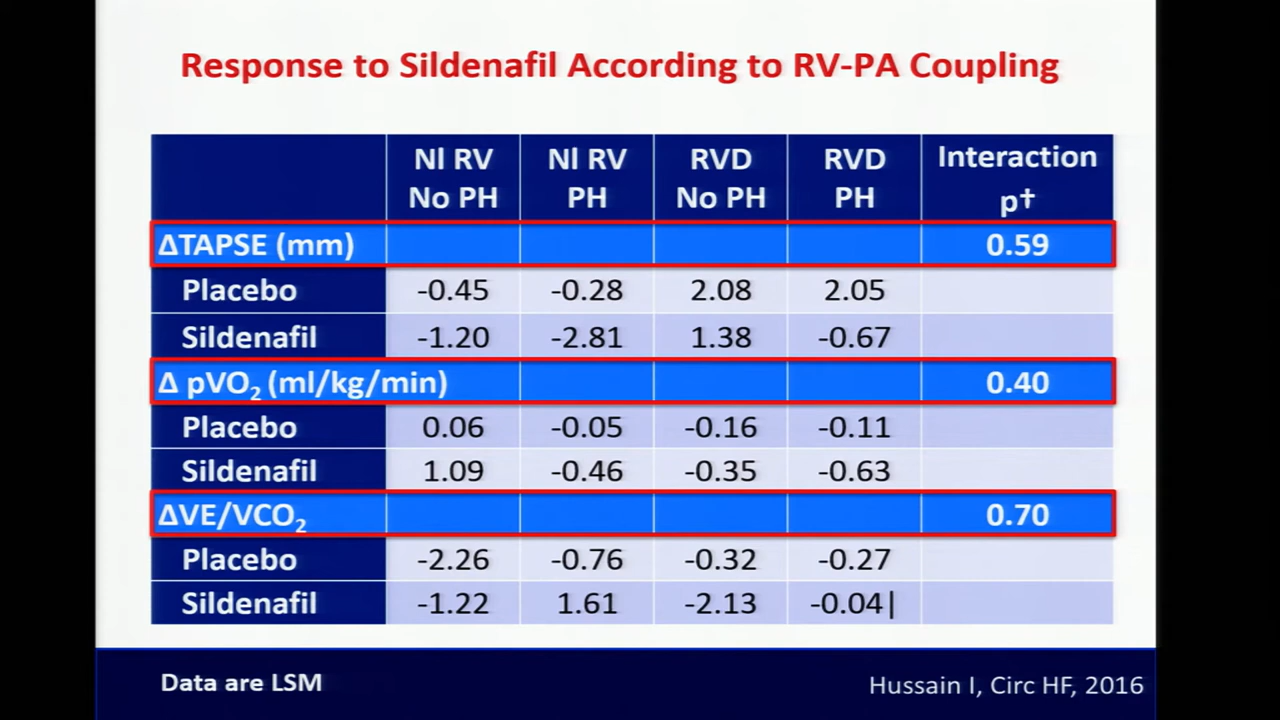 Response to Sildenafil According to RV-PA Coupling
Nl RV No PH Nl RV PH RVD No PH RVD PH Interaction p†
ΔTAPSE (mm) 0.59
Placebo -0.45 -0.28 2.08 2.05
Sildenafil -1.20 -2.81 1.38 -0.67
Δ pVO₂ (ml/kg/min) 0.40
Placebo 0.06 -0.05 -0.16 -0.11
Sildenafil 1.09 -0.46 -0.35 -0.63
ΔVE/VCO₂ 0.70
Placebo -2.26 -0.76 -0.32 -0.27
Sildenafil -1.22 1.61 -2.13 -0.04|
Data are LSM
Hussain I, Circ HF, 2016